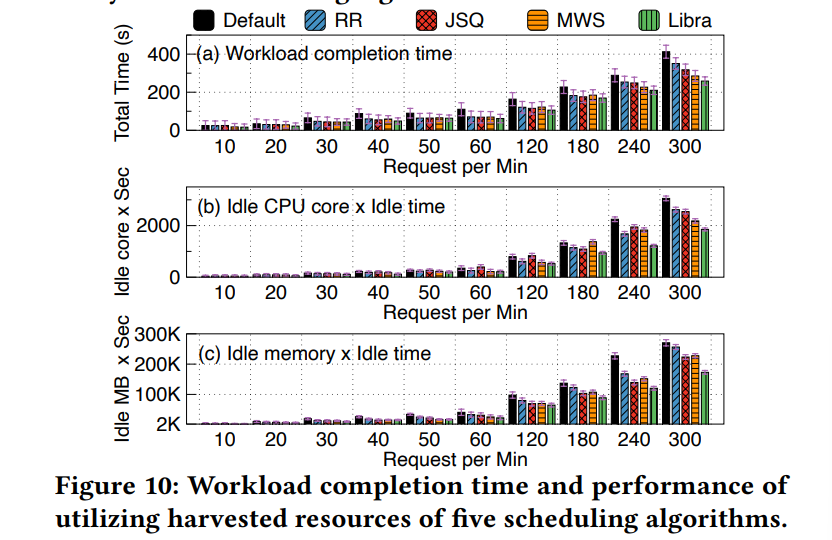 Default RR JSQ MWS Libra
(a) Workload completion time
Total Time (s)
400
200
0
10 20 30 40 50 60 120 180 240 300
Request per Min
(b) Idle CPU core x Idle time
Idle core x Sec
2000
0
10 20 30 40 50 60 120 180 240 300
Request per Min
(c) Idle memory x Idle time
Idle MB x Sec
300K
200K
100K
2K
10 20 30 40 50 60 120 180 240 300
Request per Min
Figure 10: Workload completion time and performance of
utilizing harvested resources of five scheduling algorithms.